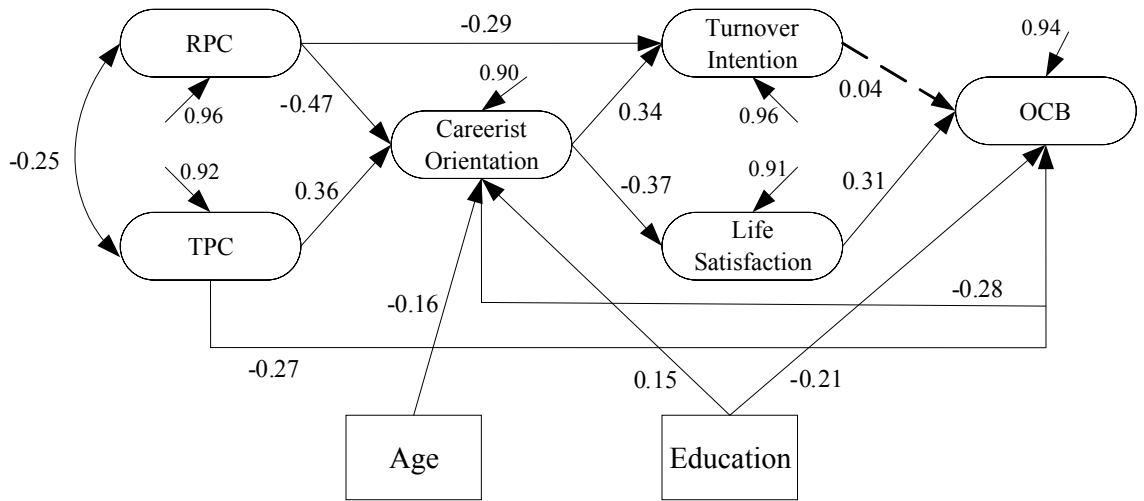 RPC
-0.29
Turnover
Intention
0.94
0.90
0.04
-0.47
0.34
0.96
0.96
OCB
Careerist
Orientation
-0.25
0.92
0.91
0.36
-0.37
0.31
TPC
Life
Satisfaction
-0.16
-0.28
-0.27
0.15
-0.21
Age
Education